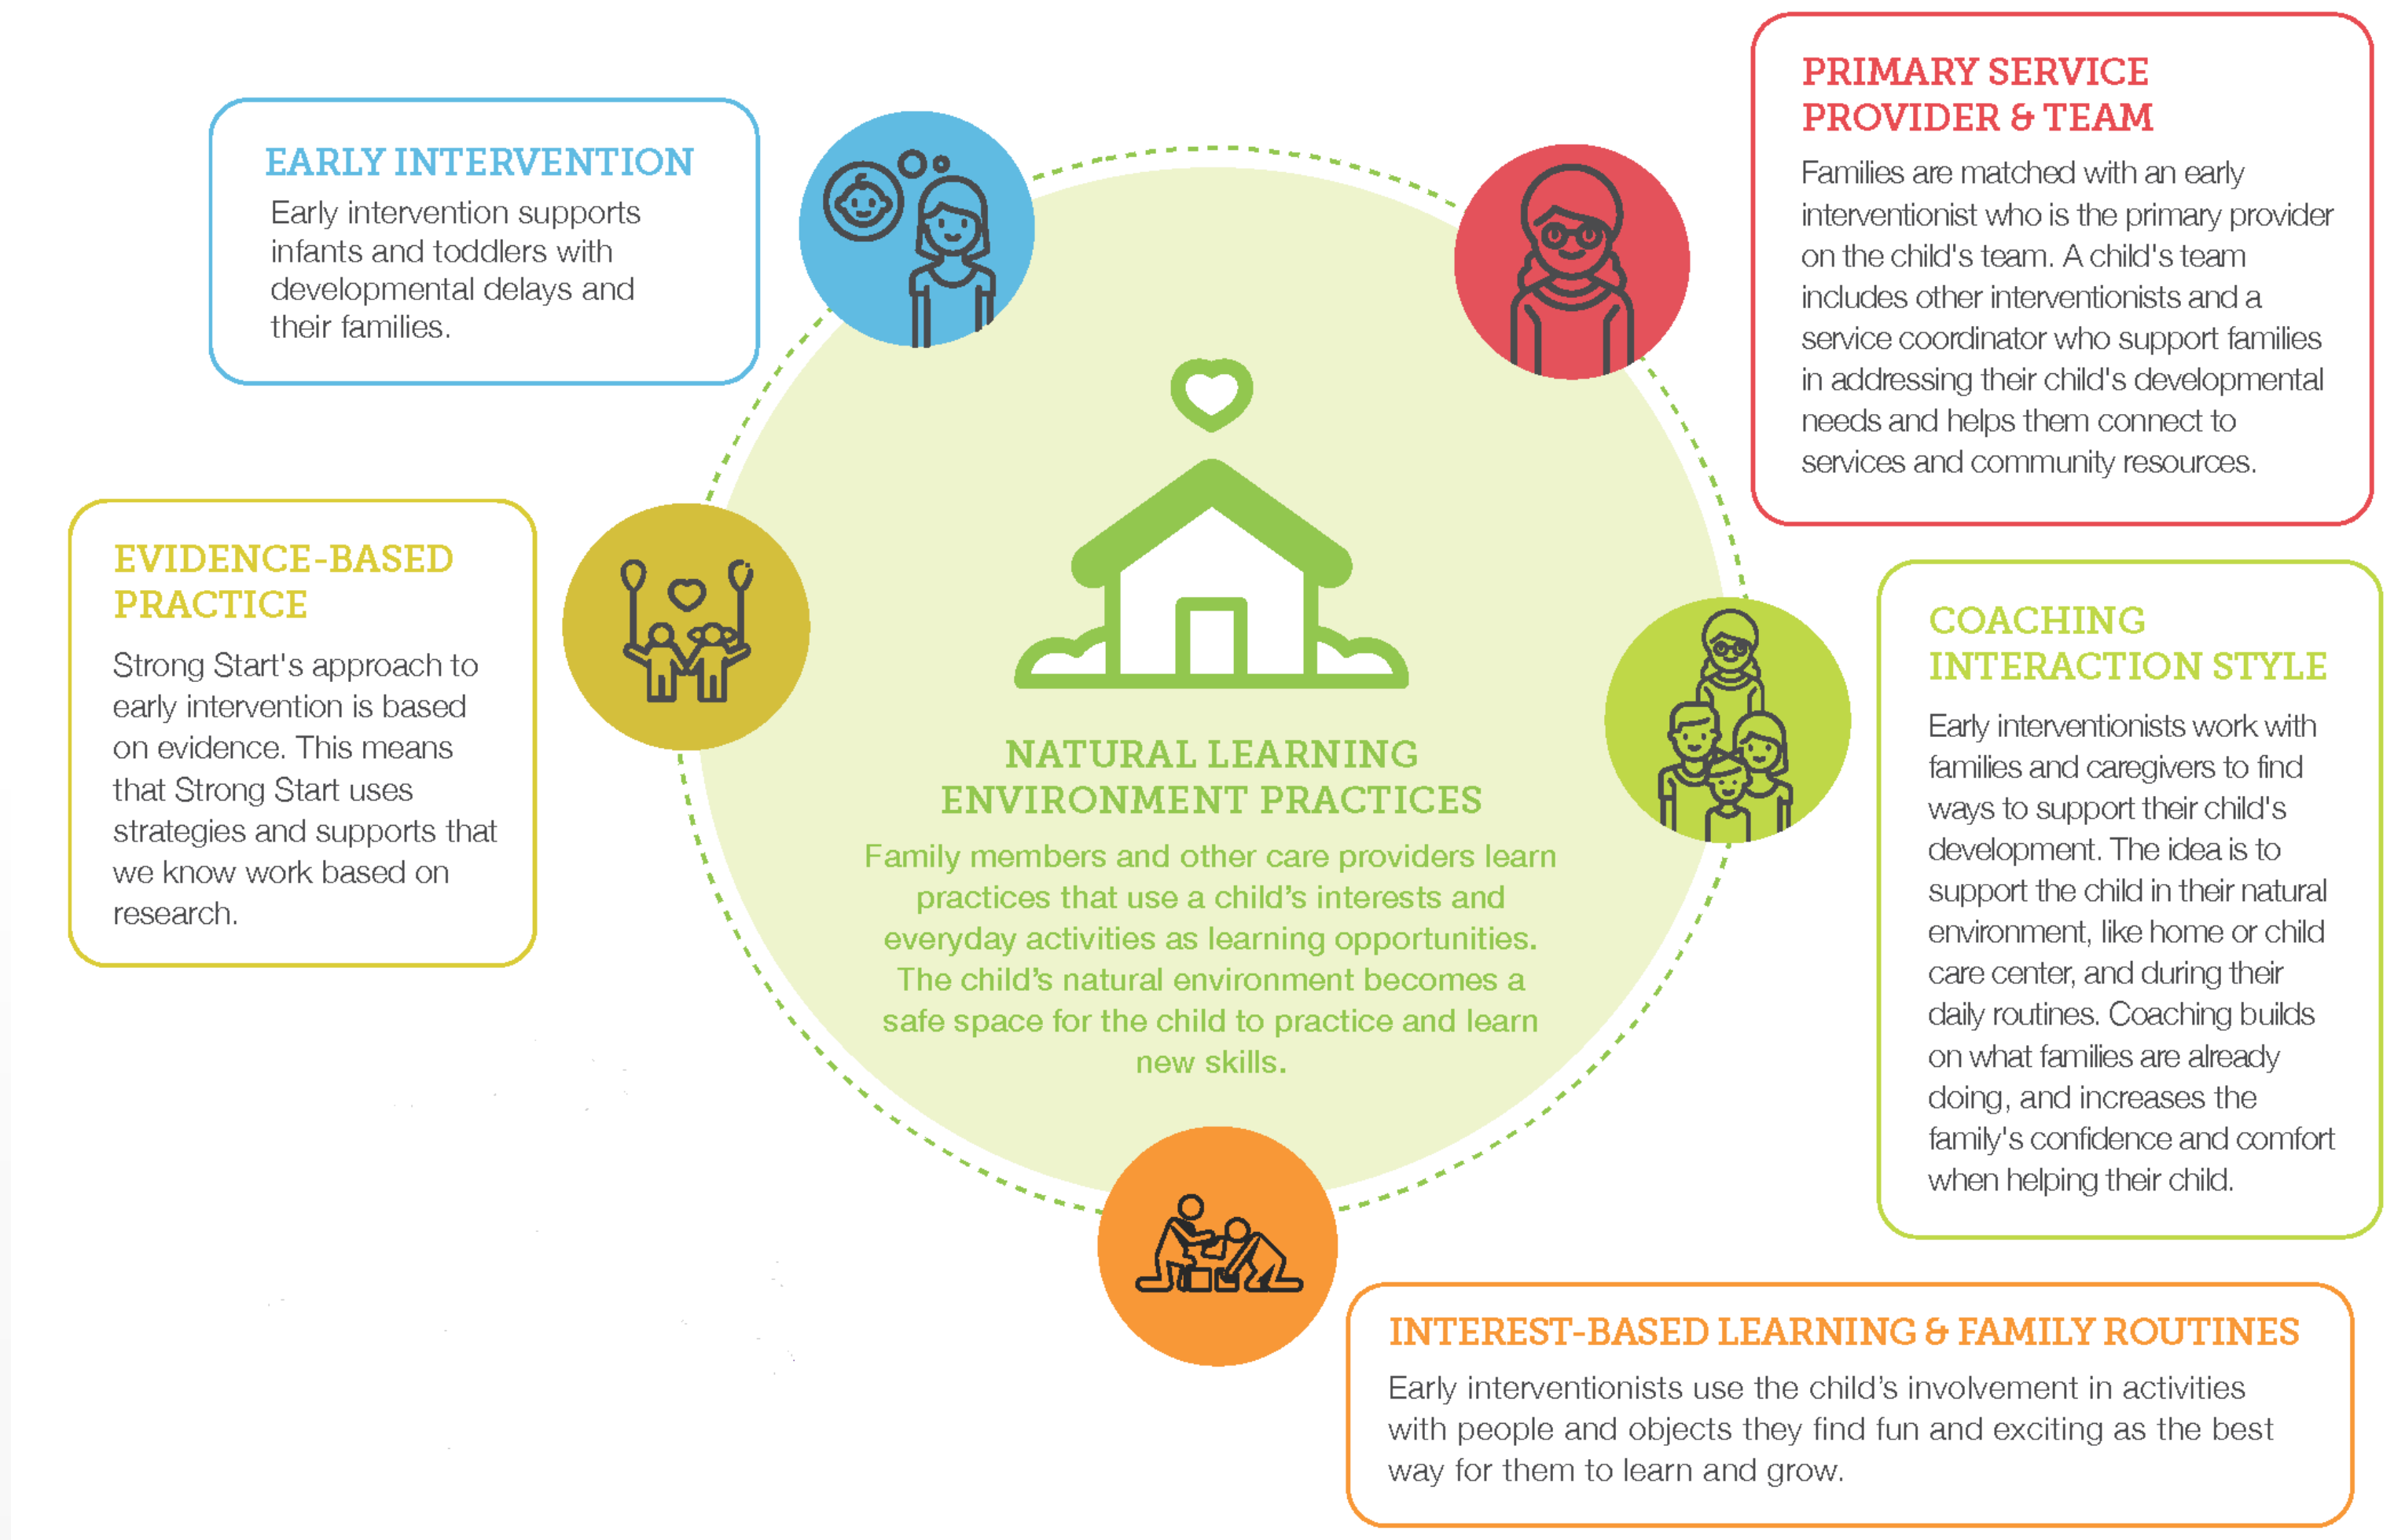 EARLY INTERVENTION
Early intervention supports
infants and toddlers with
developmental delays and
their families.
PRIMARY SERVICE
PROVIDER & TEAM
Families are matched with an early
interventionist who is the primary provider
on the child's team. A child's team
includes other interventionists and a
service coordinator who support families
in addressing their child's developmental
needs and helps them connect to
services and community resources.
EVIDENCE-BASED
PRACTICE
Strong Start's approach to
early intervention is based
on evidence. This means
that Strong Start uses
strategies and supports that
we know work based on
research.
NATURAL LEARNING
ENVIRONMENT PRACTICES
Family members and other care providers learn
practices that use a child’s interests and
everyday activities as learning opportunities.
The child’s natural environment becomes a
safe space for the child to practice and learn
new skills.
COACHING
INTERACTION STYLE
Early interventionists work with
families and caregivers to find
ways to support their child's
development. The idea is to
support the child in their natural
environment, like home or child
care center, and during their
daily routines. Coaching builds
on what families are already
doing, and increases the
family's confidence and comfort
when helping their child.
INTEREST-BASED LEARNING & FAMILY ROUTINES
Early interventionists use the child’s involvement in activities
with people and objects they find fun and exciting as the best
way for them to learn and grow.